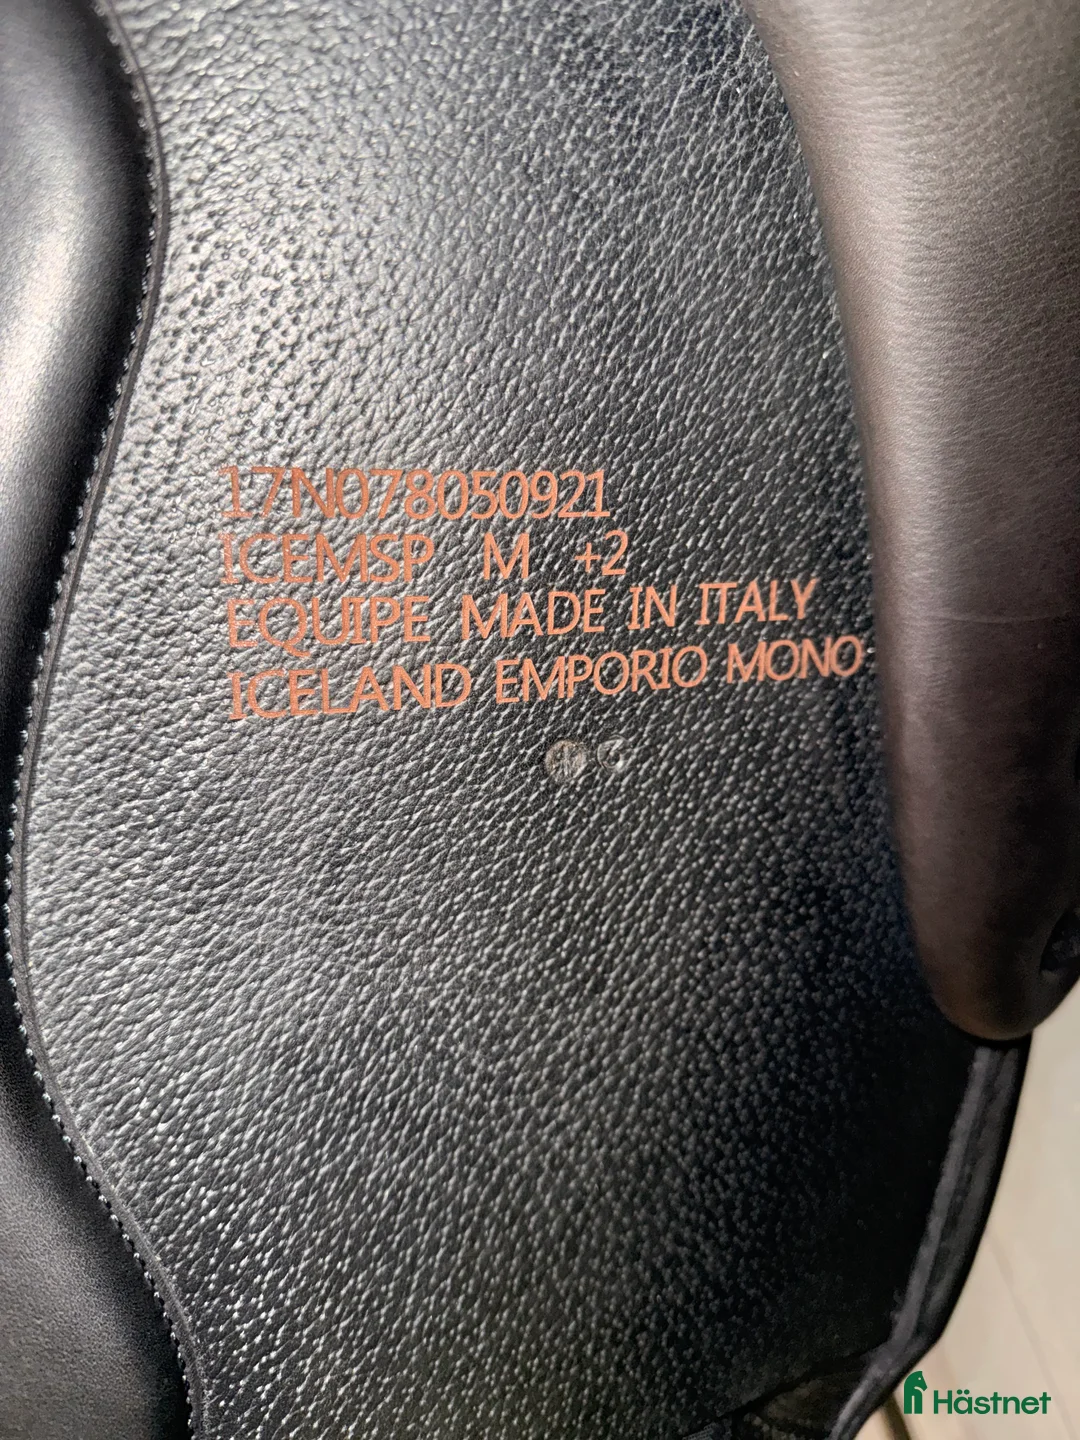 17N078050921
ICEMSP M +2
EQUIPE MADE IN ITALY
ICELAND EMPORIO MONO
Hästnet